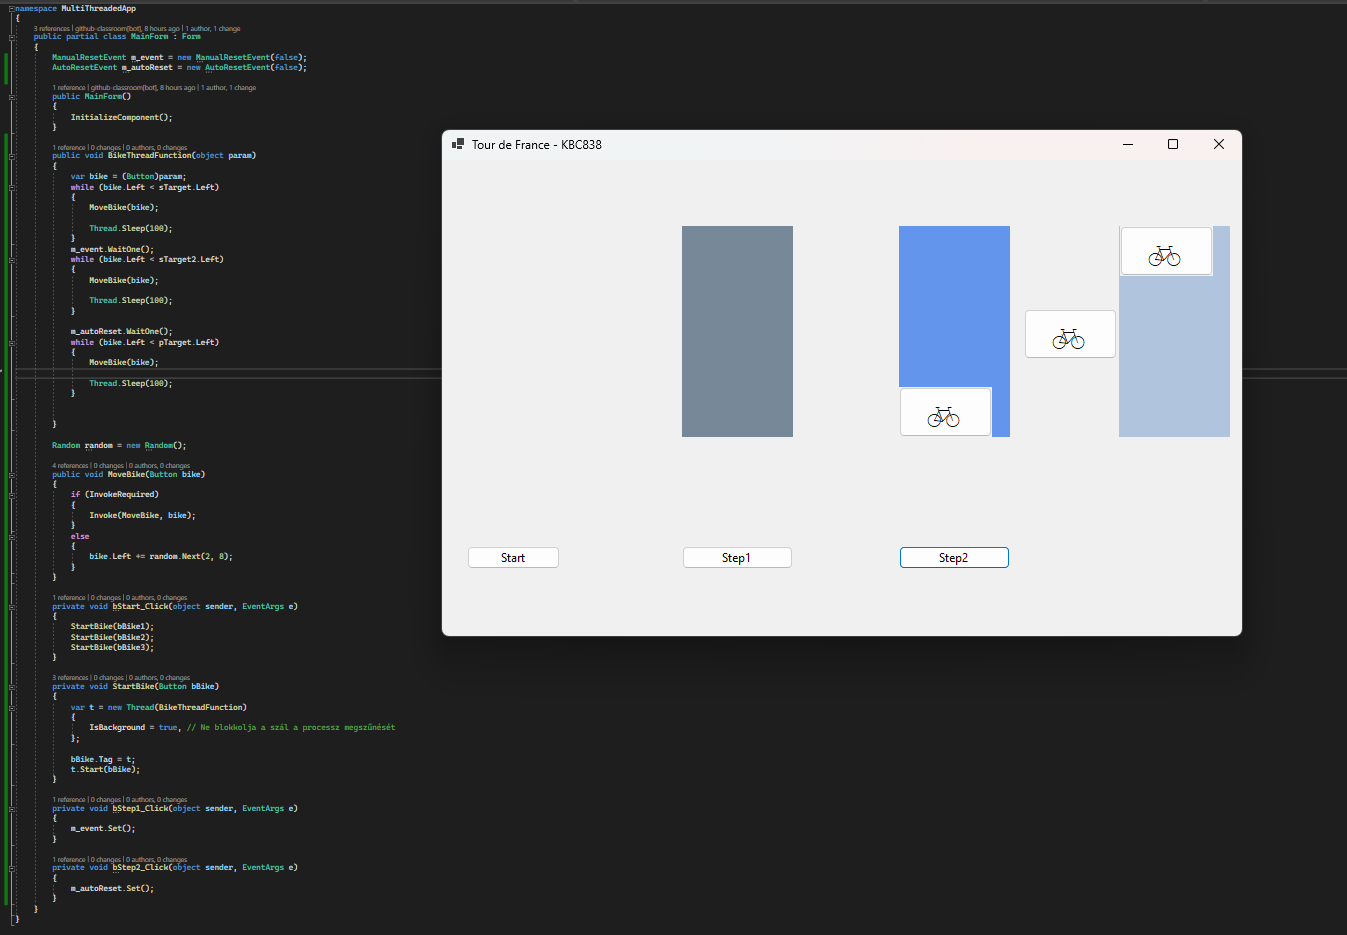 namespace MultiThreadedApp
{
3 references | github-classroom[bot], 8 hours ago | 1 author, 1 change
public partial class MainForm : Form
{
ManualResetEvent m_event = new ManualResetEvent(false);
AutoResetEvent m_autoReset = new AutoResetEvent(false);
1 reference | github-classroom[bot], 8 hours ago | 1 author, 1 change
public MainForm()
{
InitializeComponent();
}
1 reference | 0 changes | 0 authors, 0 changes
public void BikeThreadFunction(object param)
{
var bike = (Button)param;
while (bike.Left < sTarget.Left)
{
MoveBike(bike);
Thread.Sleep(100);
}
m_event.WaitOne();
while (bike.Left < sTarget2.Left)
{
MoveBike(bike);
Thread.Sleep(100);
}
m_autoReset.WaitOne();
while (bike.Left < pTarget.Left)
{
MoveBike(bike);
Thread.Sleep(100);
}
}
Random random = new Random();
4 references | 0 changes | 0 authors, 0 changes
public void MoveBike(Button bike)
{
if (InvokeRequired)
{
Invoke(MoveBike, bike);
}
else
{
bike.Left += random.Next(2, 8);
}
}
1 reference | 0 changes | 0 authors, 0 changes
private void bStart_Click(object sender, EventArgs e)
{
StartBike(bBike1);
StartBike(bBike2);
StartBike(bBike3);
}
3 references | 0 changes | 0 authors, 0 changes
private void StartBike(Button bBike)
{
var t = new Thread(BikeThreadFunction)
{
IsBackground = true, // Ne blokkolja a szál a processz megszűnését
};
bBike.Tag = t;
t.Start(bBike);
}
1 reference | 0 changes | 0 authors, 0 changes
private void bStep1_Click(object sender, EventArgs e)
{
m_event.Set();
}
1 reference | 0 changes | 0 authors, 0 changes
private void bStep2_Click(object sender, EventArgs e)
{
m_autoReset.Set();
}
}
}
Tour de France - KBC838
Start
Step1
Step2